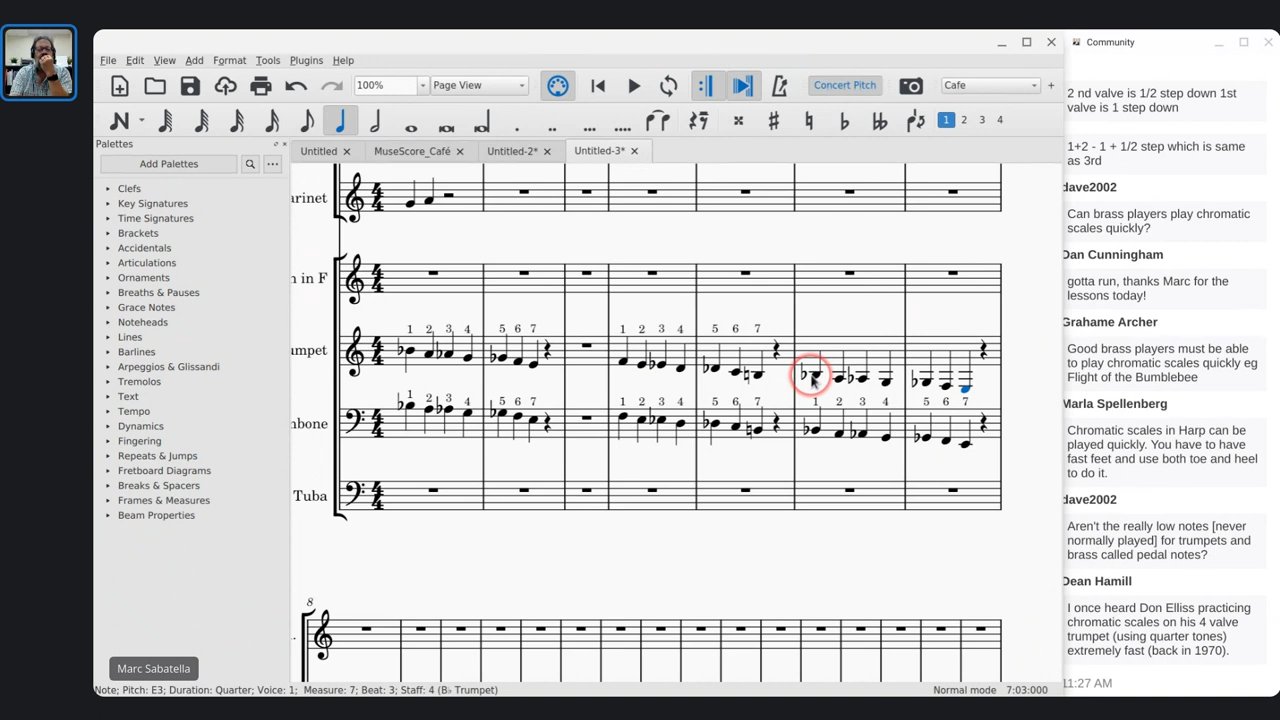 Community
File Edit View Add Format Tools Plugins Help
100% Page View Concert Pitch Cafe +
1 2 3 4
Palettes
Untitled MuseScore_Café Untitled-2* Untitled-3*
Add Palettes
Clefs
Key Signatures
Time Signatures
Brackets
Accidentals
Articulations
Ornaments
Breaths & Pauses
Grace Notes
Noteheads
Lines
Barlines
Arpeggios & Glissandi
Tremolos
Text
Tempo
Dynamics
Fingering
Repeats & Jumps
Fretboard Diagrams
Breaks & Spacers
Frames & Measures
Beam Properties
arinet
n in F
1 2 3 4 5 6 7 1 2 3 4 5 6 7
umpet
1 2 3 4 5 6 7 1 2 3 4 5 6 7 1 2 3 4 5 6 7
mbone
Tuba
8
Marc Sabatella
Note; Pitch: E3; Duration: Quarter; Voice: 1; Measure: 7; Beat: 3; Staff: 4 (B♭ Trumpet)
Normal mode 7:03:000
2 nd valve is 1/2 step down 1st
valve is 1 step down
1+2 - 1 + 1/2 step which is same
as 3rd
dave2002
Can brass players play chromatic
scales quickly?
Dan Cunningham
gotta run, thanks Marc for the
lessons today!
Grahame Archer
Good brass players must be able
to play chromatic scales quickly eg
Flight of the Bumblebee
Marla Spellenberg
Chromatic scales in Harp can be
played quickly. You have to have
fast feet and use both toe and heel
to do it.
dave2002
Aren't the really low notes [never
normally played] for trumpets and
brass called pedal notes?
Dean Hamill
I once heard Don Elliss practicing
chromatic scales on his 4 valve
trumpet (using quarter tones)
extremely fast (back in 1970).
11:27 AM